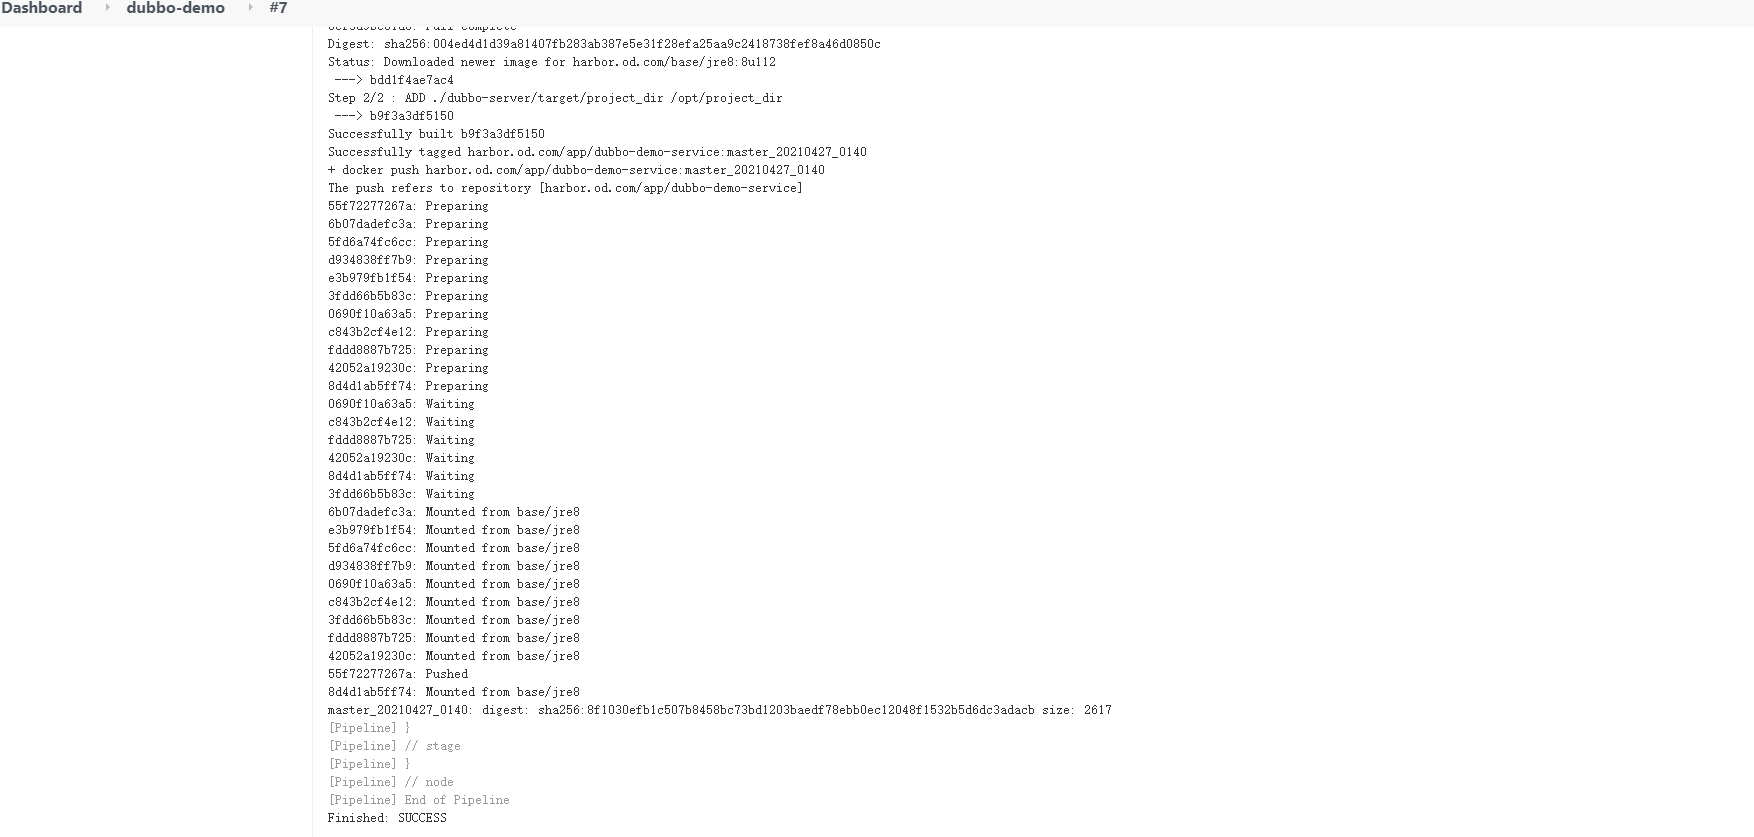 Dashboard dubbo-demo #7
Digest: sha256:004ed4d1d39a81407fb283ab387e5e31f28efa25aa9c2418738fef8a46d0850c
Status: Downloaded newer image for harbor.od.com/base/jre8:8u112
---> bdd1f4ae7ac4
Step 2/2 : ADD ./dubbo-server/target/project_dir /opt/project_dir
---> b9f3a3df5150
Successfully built b9f3a3df5150
Successfully tagged harbor.od.com/app/dubbo-demo-service:master_20210427_0140
+ docker push harbor.od.com/app/dubbo-demo-service:master_20210427_0140
The push refers to repository [harbor.od.com/app/dubbo-demo-service]
55f72277267a: Preparing
6b07dadefc3a: Preparing
5fd6a74fc6cc: Preparing
d934838ff7b9: Preparing
e3b979fb1f54: Preparing
3fdd66b5b83c: Preparing
0690f10a63a5: Preparing
c843b2cf4e12: Preparing
fddd8887b725: Preparing
42052a19230c: Preparing
8d4d1ab5ff74: Preparing
0690f10a63a5: Waiting
c843b2cf4e12: Waiting
fddd8887b725: Waiting
42052a19230c: Waiting
8d4d1ab5ff74: Waiting
3fdd66b5b83c: Waiting
6b07dadefc3a: Mounted from base/jre8
e3b979fb1f54: Mounted from base/jre8
5fd6a74fc6cc: Mounted from base/jre8
d934838ff7b9: Mounted from base/jre8
0690f10a63a5: Mounted from base/jre8
c843b2cf4e12: Mounted from base/jre8
3fdd66b5b83c: Mounted from base/jre8
fddd8887b725: Mounted from base/jre8
42052a19230c: Mounted from base/jre8
55f72277267a: Pushed
8d4d1ab5ff74: Mounted from base/jre8
master_20210427_0140: digest: sha256:8f1030efb1c507b8458bc73bd1203baedf78ebb0ec12048f1532b5d6dc3adacb size: 2617
[Pipeline] }
[Pipeline] // stage
[Pipeline] }
[Pipeline] // node
[Pipeline] End of Pipeline
Finished: SUCCESS